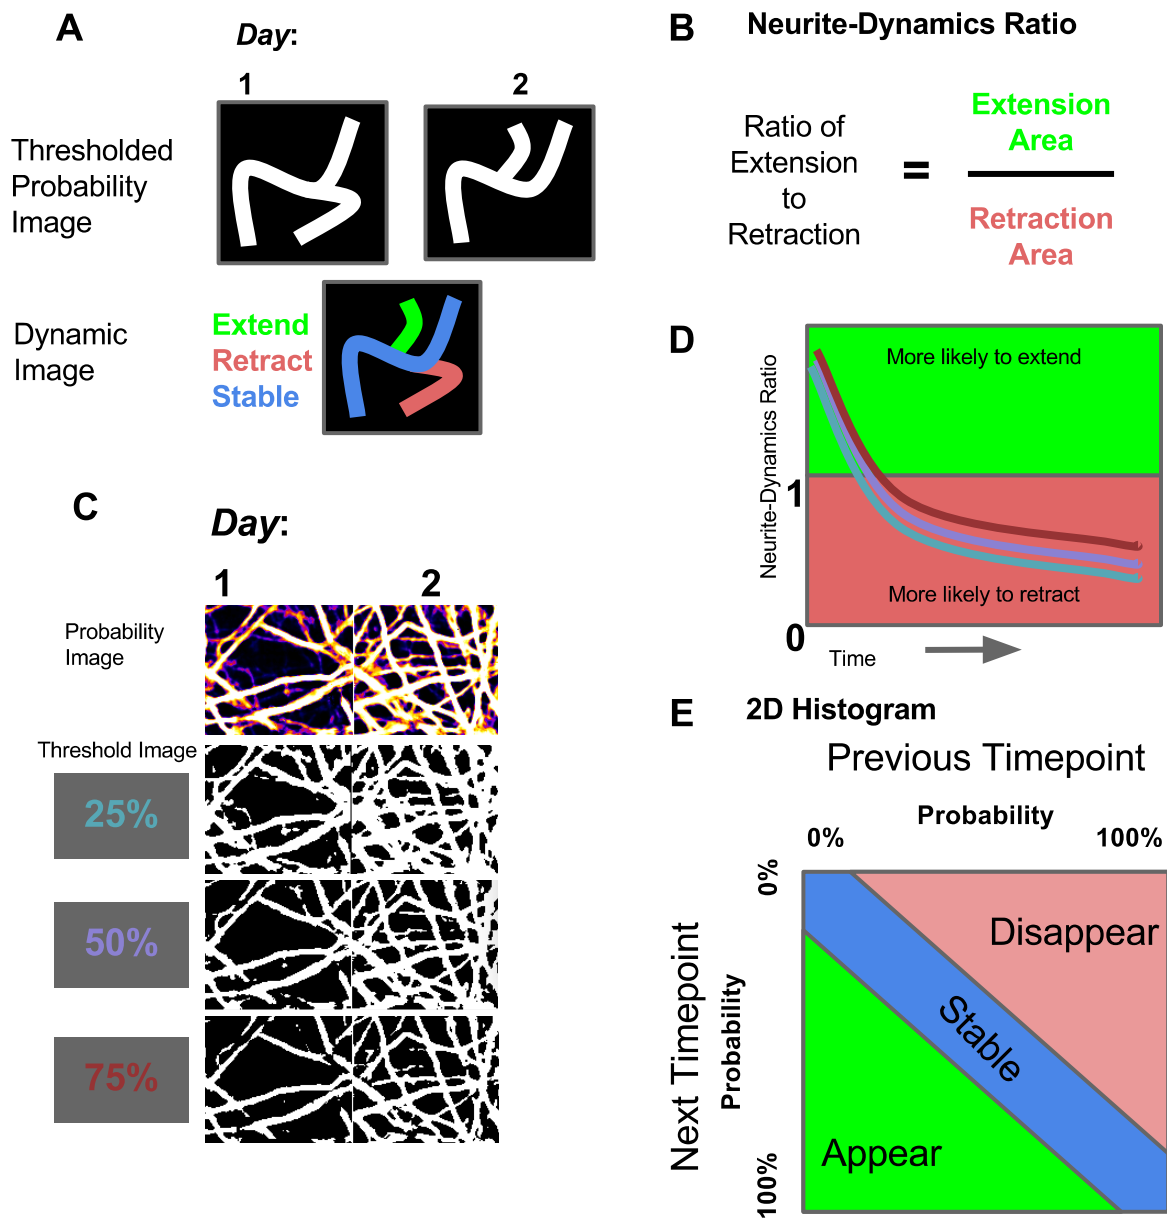 A
Day:
1
2
Thresholded
Probability
Image
Dynamic
Image
Extend
Retract
Stable
B
Neurite-Dynamics Ratio
Ratio of
Extension
to
Retraction
=
Extension
Area
Retraction
Area
C
Day:
1
2
Probability
Image
Threshold Image
25%
50%
75%
D
Neurite-Dynamics Ratio
More likely to extend
1
More likely to retract
0
Time
E
2D Histogram
Previous Timepoint
Probability
0%
100%
Next Timepoint
Probability
0%
100%
Disappear
Stable
Appear